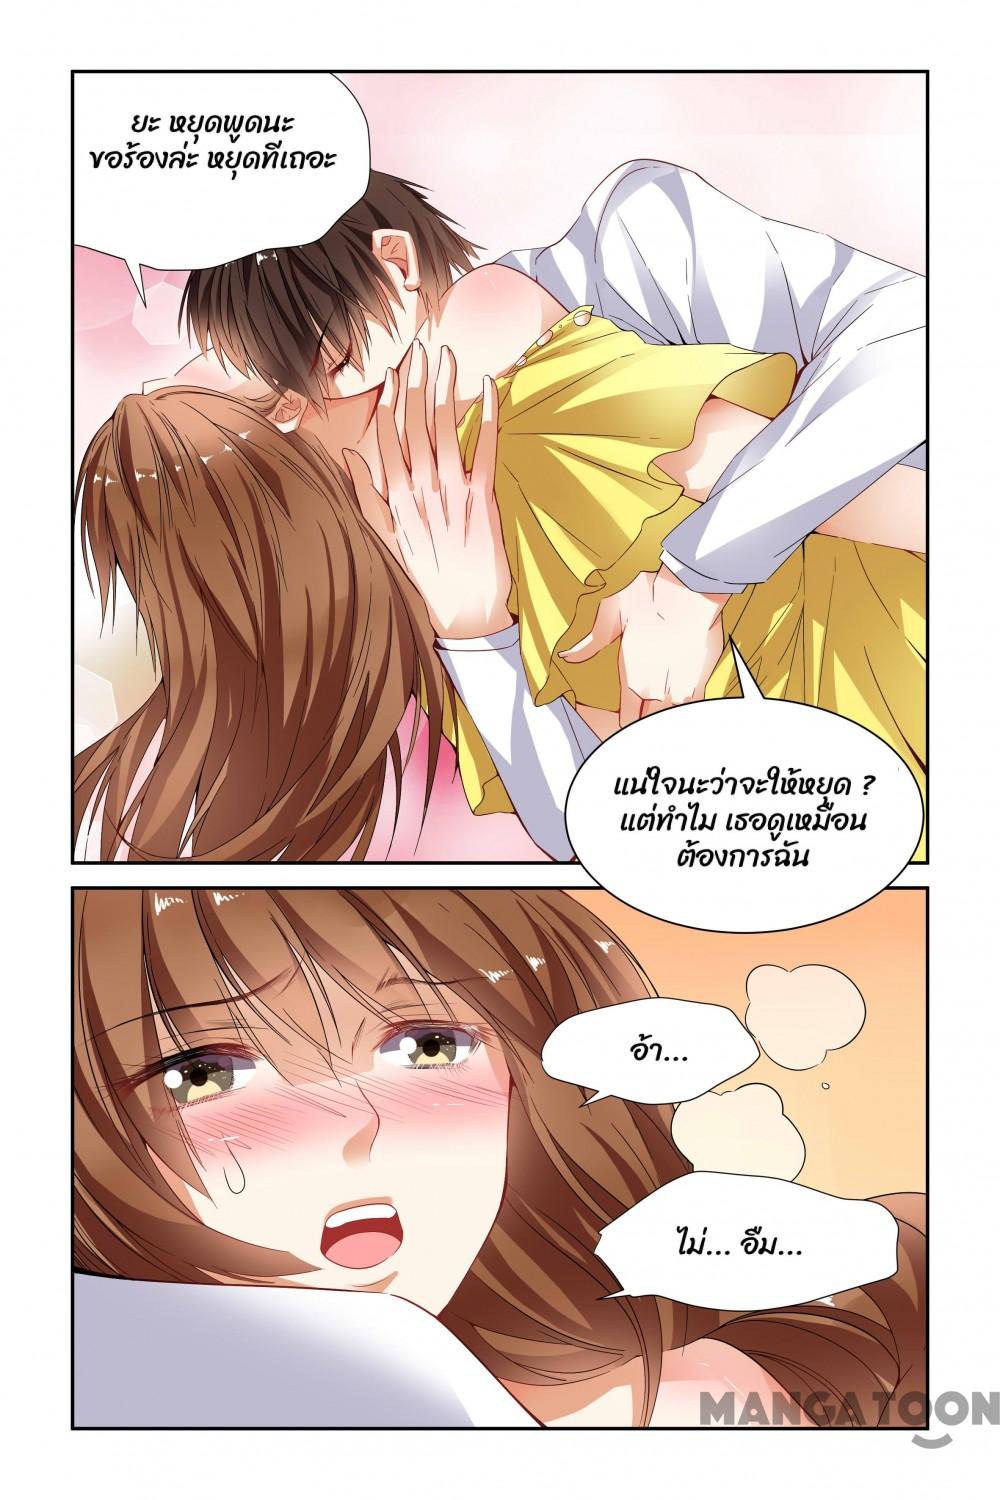 ยะ หยุดพูดนะ
ขอร้องล่ะ หยุดทีเถอะ
แน่ใจนะว่าจะให้หยุด ?
แต่ทำไม เธอดูเหมือน
ต้องการฉัน
อ้า...
ไม่... อืม...
MANGATOON